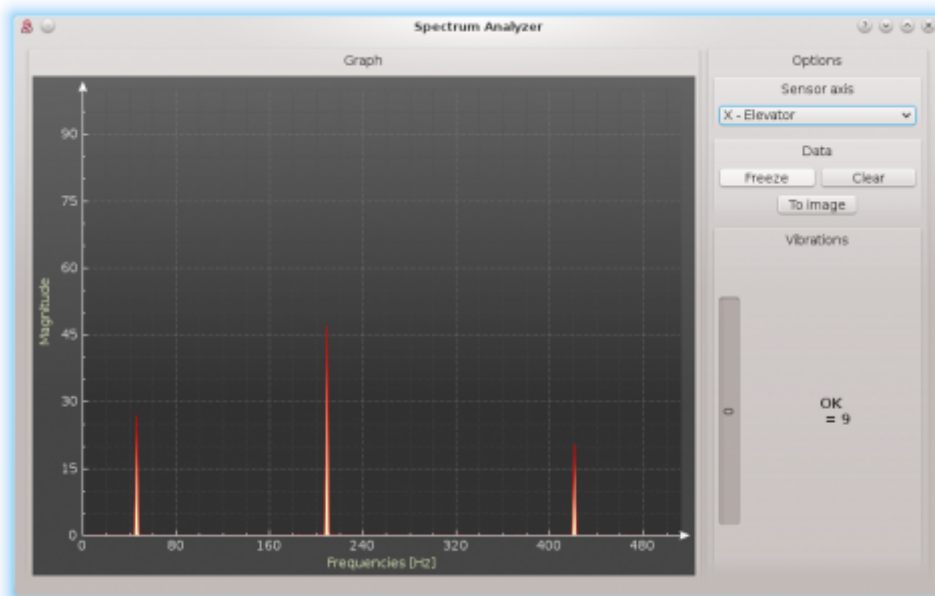 Spectrum Analyzer
Graph
Magnitude
90
75
60
45
30
15
0
0 80 160 240 320 400 480
Frequencies [Hz]
Options
Sensor axis
X - Elevator
Data
Freeze Clear
To image
Vibrations
0
OK
= 9